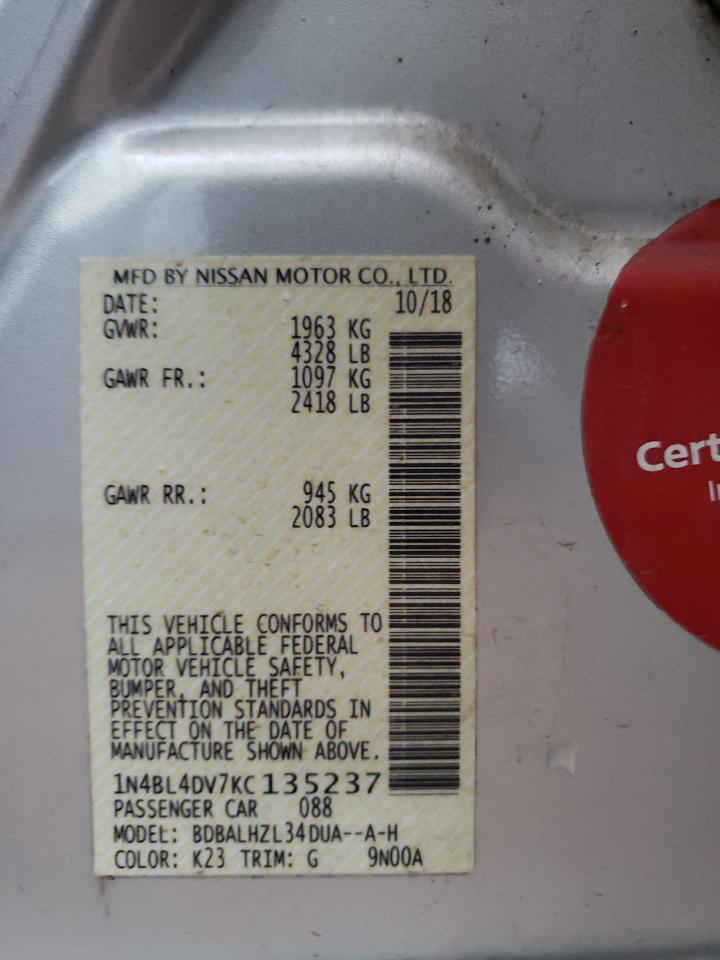 MFD BY NISSAN MOTOR CO., LTD.
DATE: 10/18
GVWR: 1963 KG
4328 LB
GAWR FR.: 1097 KG
2418 LB
GAWR RR.: 945 KG
2083 LB
THIS VEHICLE CONFORMS TO
ALL APPLICABLE FEDERAL
MOTOR VEHICLE SAFETY,
BUMPER, AND THEFT
PREVENTION STANDARDS IN
EFFECT ON THE DATE OF
MANUFACTURE SHOWN ABOVE.
1N4BL4DV7KC135237
PASSENGER CAR 088
MODEL: BDBALHZL34DUA--A-H
COLOR: K23 TRIM: G 9N00A
Cert